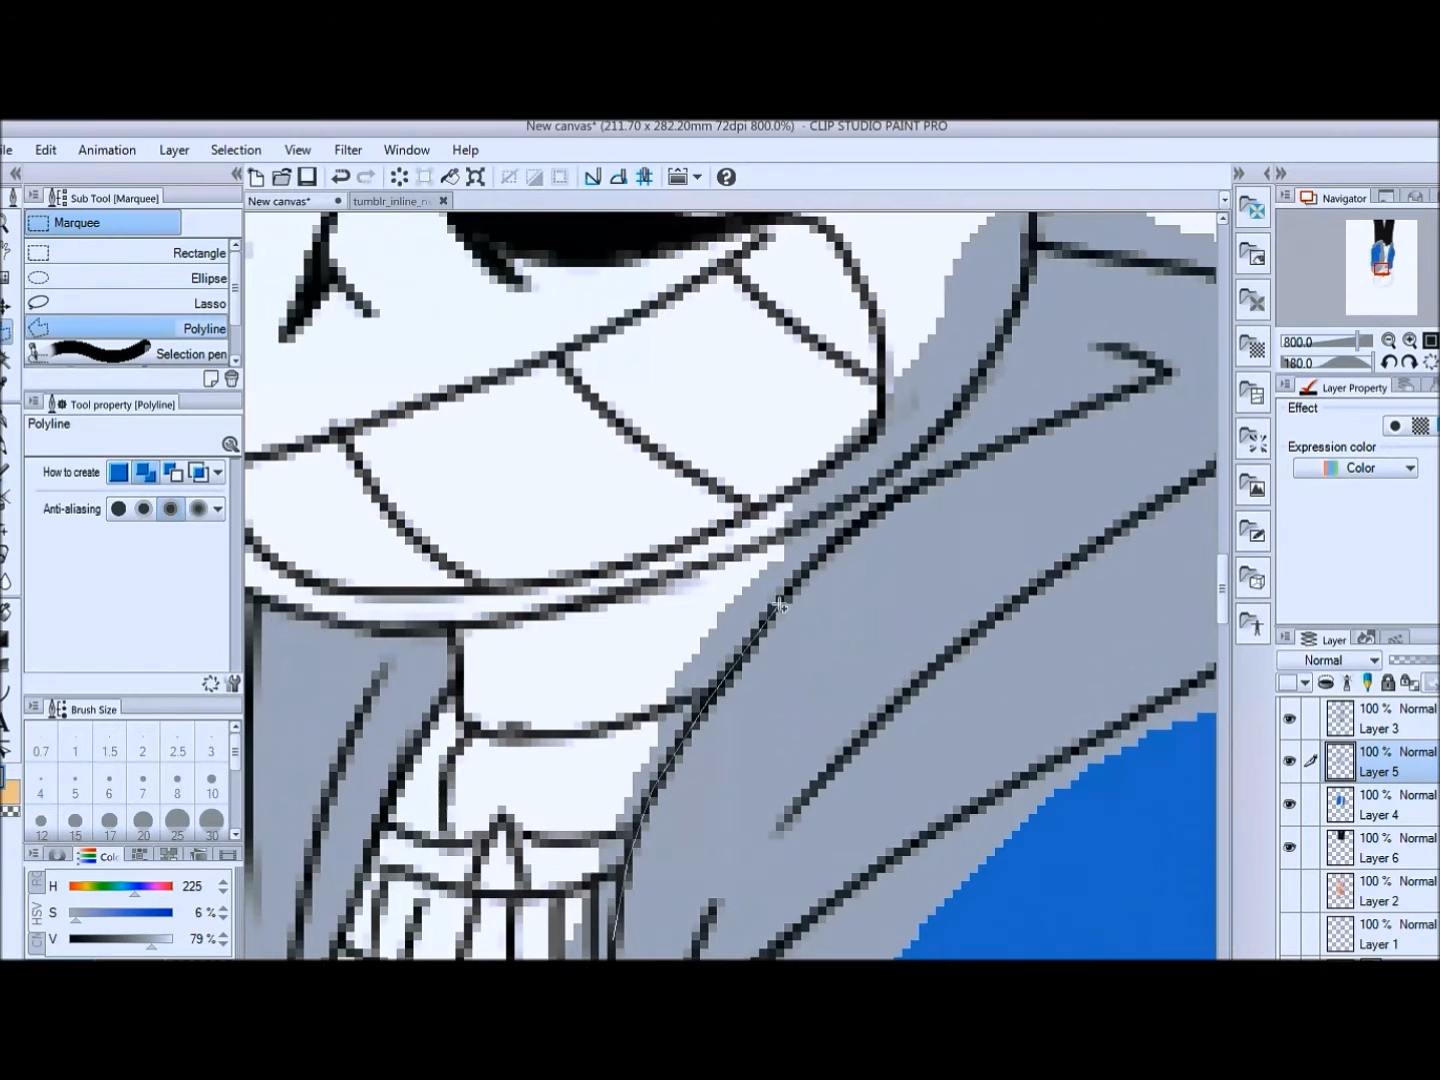 New canvas* (211.70 x 282.20mm 72dpi 800.0%) - CLIP STUDIO PAINT PRO
ile Edit Animation Layer Selection View Filter Window Help
Sub Tool [Marquee]
New canvas*
tumblr_inline_n
Navigator
Marquee
Rectangle
Ellipse
Lasso
Polyline
Selection pen
Tool property [Polyline]
Polyline
How to create
Anti-aliasing
Brush Size
0.7 1 1.5 2 2.5 3
4 5 6 7 8 10
12 15 17 20 25 30
Colo
H 225
S 6 %
V 79 %
HSV
800.0
180.0
Layer Property
Effect
Expression color
Color
Layer
Normal
100 % Normal
Layer 3
100 % Normal
Layer 5
100 % Normal
Layer 4
100 % Normal
Layer 6
100 % Normal
Layer 2
100 % Normal
Layer 1